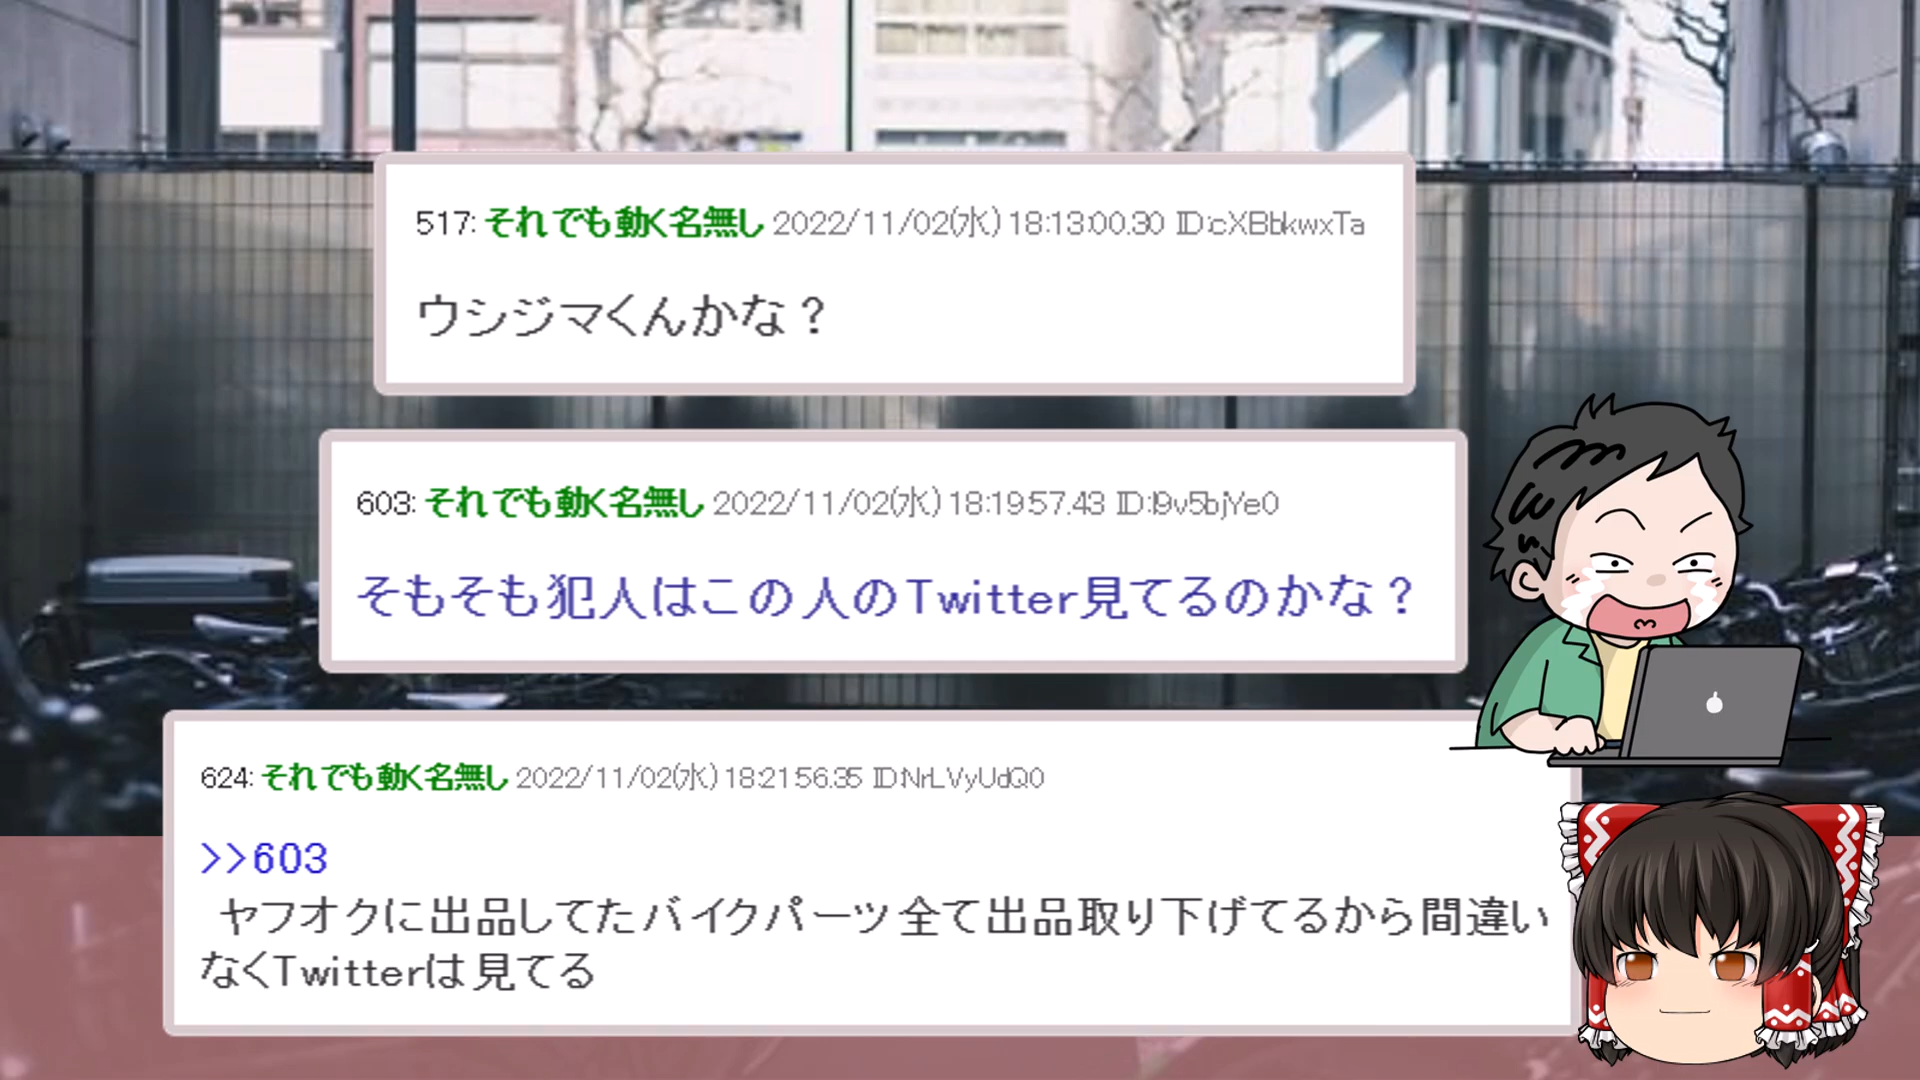 517: それでも動く名無し 2022/11/02(水) 18:13:00.30 ID:cXBbkwxTa
ウシジマくんかな？
603: それでも動く名無し 2022/11/02(水) 18:19:57.43 ID:l9v5bjYe0
そもそも犯人はこの人のTwitter見てるのかな？
624: それでも動く名無し 2022/11/02(水) 18:21:56.35 ID:NrLVyUdQ0
>>603
ヤフオクに出品してたバイクパーツ全て出品取り下げてるから間違い
なくTwitterは見てる